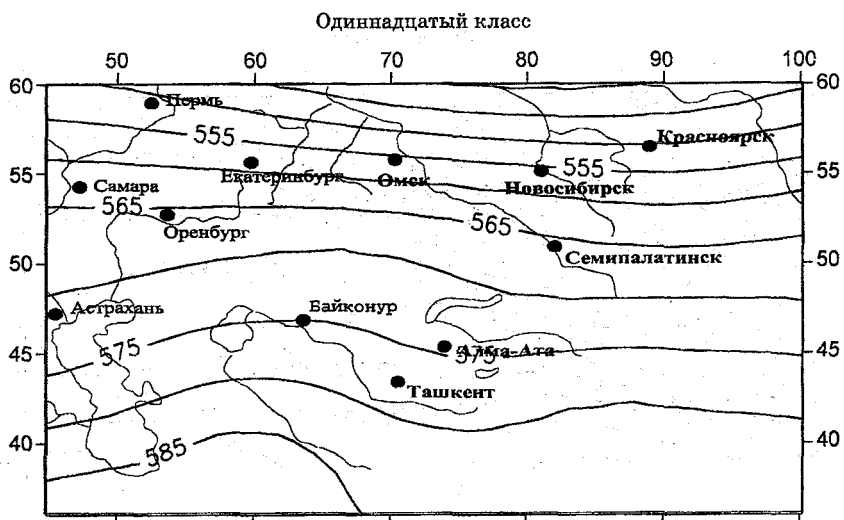 Одиннадцатый класс
50 60 70 80 90 100
60 60
Пермь
555
Красноярск
Екатеринбург
Омск
555
55 55
Самара
Новосибирск
565
Оренбург
565
Семипалатинск
50 50
Астрахань
Байконур
575
575
Алма-Ата
45 45
Ташкент
585
40 40